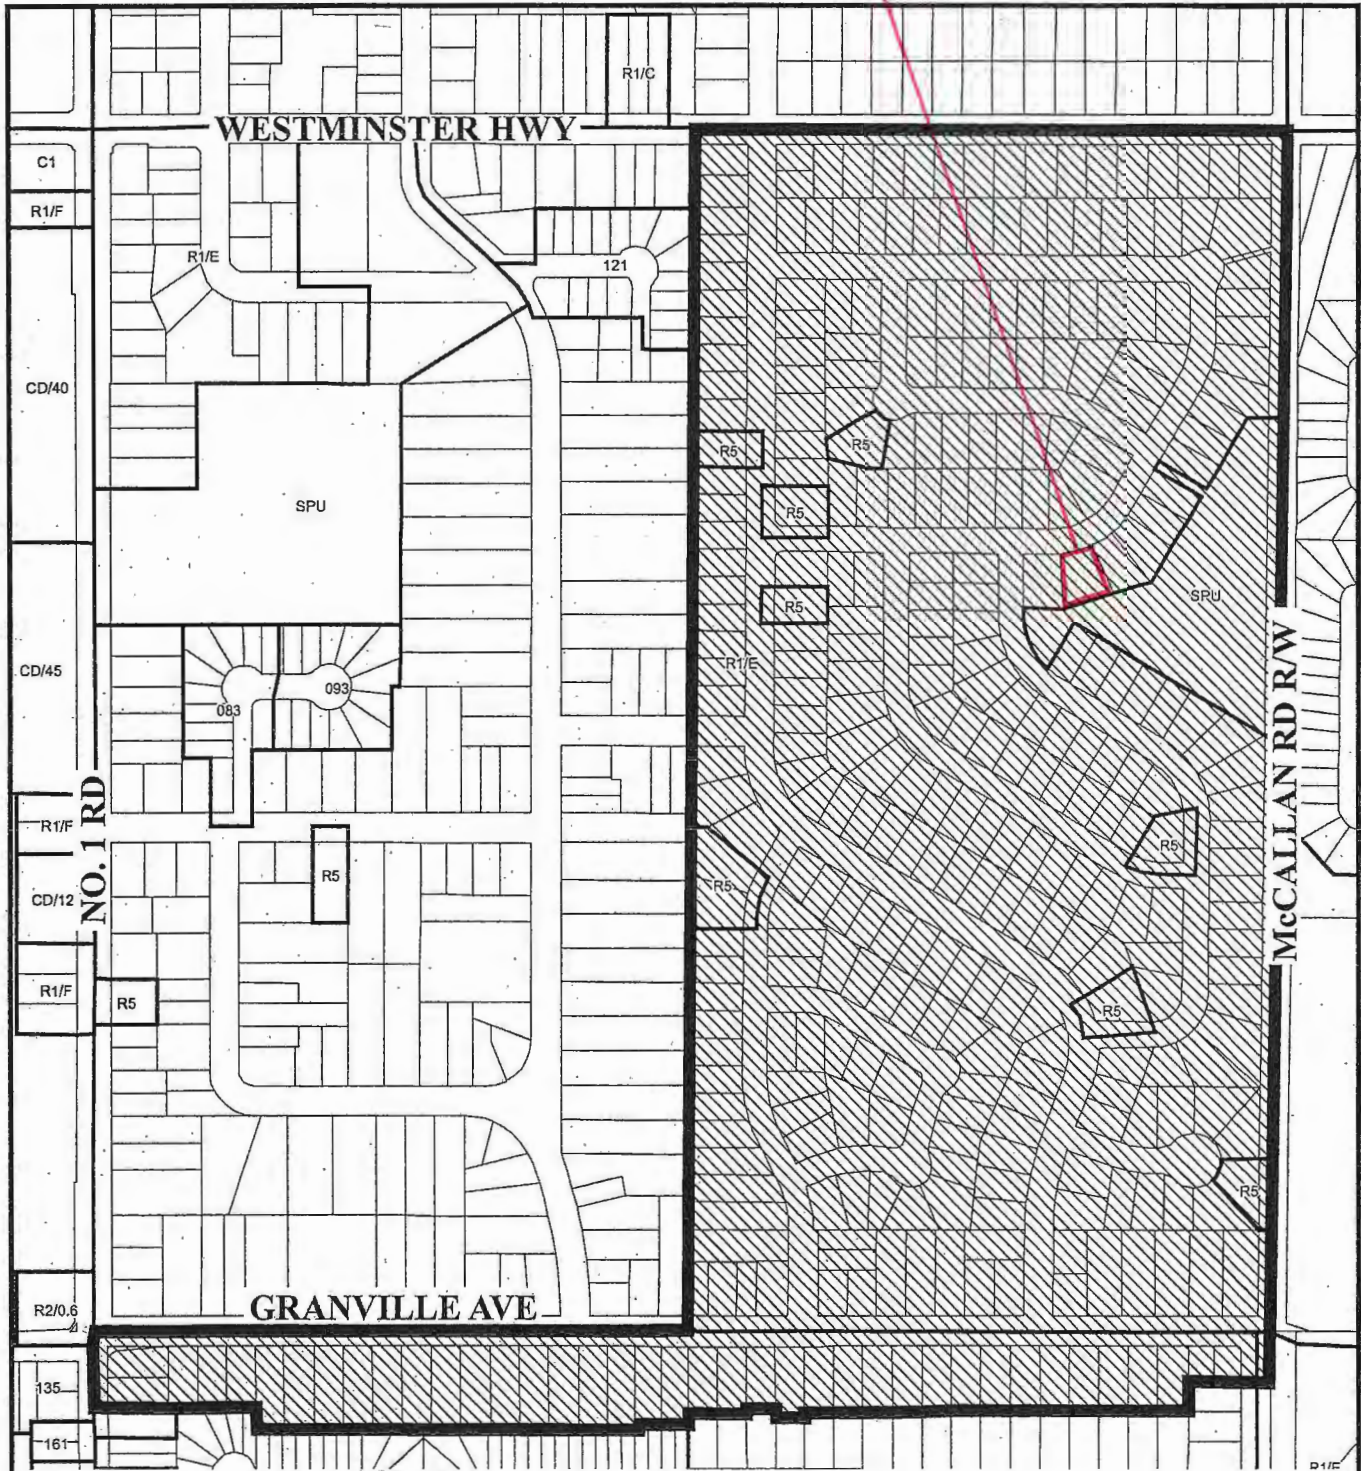 R1/C
WESTMINSTER HWY
C1
R1/F
R1/E
121
CD/40
R5
R5
R5
SPU
R5
SPU
R1/E
CD/45
093
083
McCALLAN RD R/W
NO. 1 RD
R1/F
R5
R5
R5
CD/12
R1/F
R5
R5
R5
R2/0.6
GRANVILLE AVE
135
161